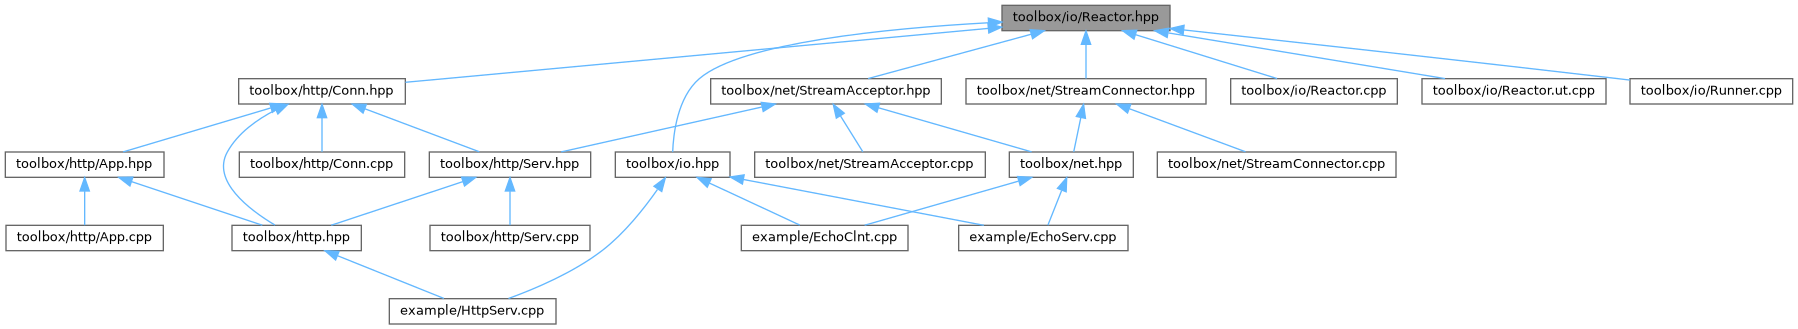 toolbox/io/Reactor.hpp
toolbox/http/Conn.hpp
toolbox/net/StreamAcceptor.hpp
toolbox/net/StreamConnector.hpp
toolbox/io/Reactor.cpp
toolbox/io/Reactor.ut.cpp
toolbox/io/Runner.cpp
toolbox/http/App.hpp
toolbox/http/Conn.cpp
toolbox/http/Serv.hpp
toolbox/io.hpp
toolbox/net/StreamAcceptor.cpp
toolbox/net.hpp
toolbox/net/StreamConnector.cpp
toolbox/http/App.cpp
toolbox/http.hpp
toolbox/http/Serv.cpp
example/EchoClnt.cpp
example/EchoServ.cpp
example/HttpServ.cpp